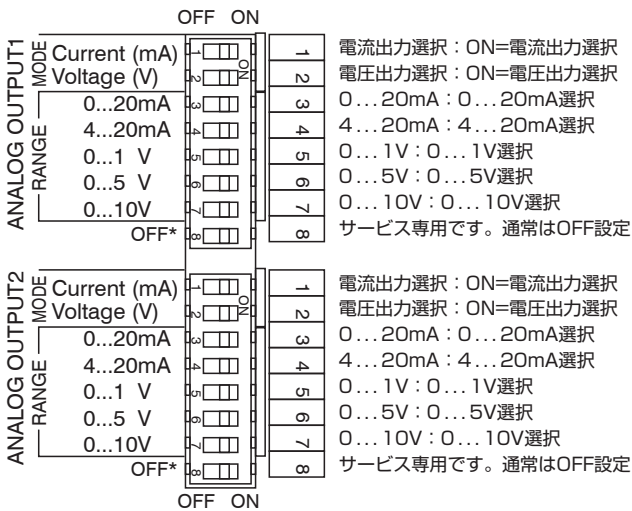 OFF ON
ANALOG OUTPUT1
MODE
RANGE
Current (mA) 1 ON 1 電流出力選択：ON=電流出力選択
Voltage (V) 2 2 電圧出力選択：ON=電圧出力選択
0...20mA 3 3 0...20mA：0...20mA選択
4...20mA 4 4 4...20mA：4...20mA選択
0...1 V 5 5 0...1V：0...1V選択
0...5 V 6 6 0...5V：0...5V選択
0...10V 7 7 0...10V：0...10V選択
OFF* 8 8 サービス専用です。通常はOFF設定
ANALOG OUTPUT2
MODE
RANGE
Current (mA) 1 ON 1 電流出力選択：ON=電流出力選択
Voltage (V) 2 2 電圧出力選択：ON=電圧出力選択
0...20mA 3 3 0...20mA：0...20mA選択
4...20mA 4 4 4...20mA：4...20mA選択
0...1 V 5 5 0...1V：0...1V選択
0...5 V 6 6 0...5V：0...5V選択
0...10V 7 7 0...10V：0...10V選択
OFF* 8 8 サービス専用です。通常はOFF設定
OFF ON